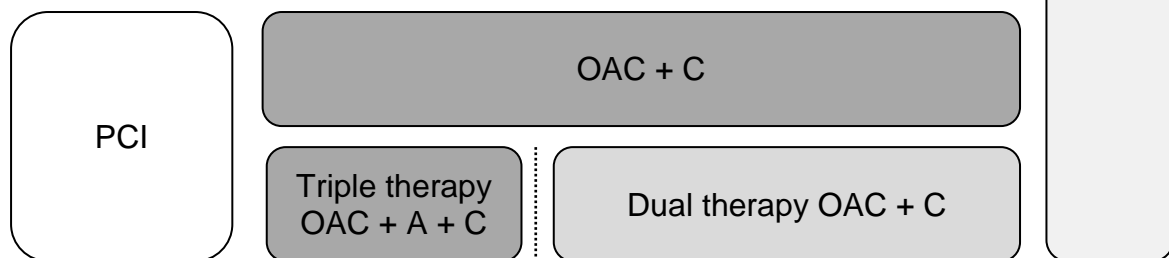 PCI
OAC + C
Triple therapy
OAC + A + C
Dual therapy OAC + C